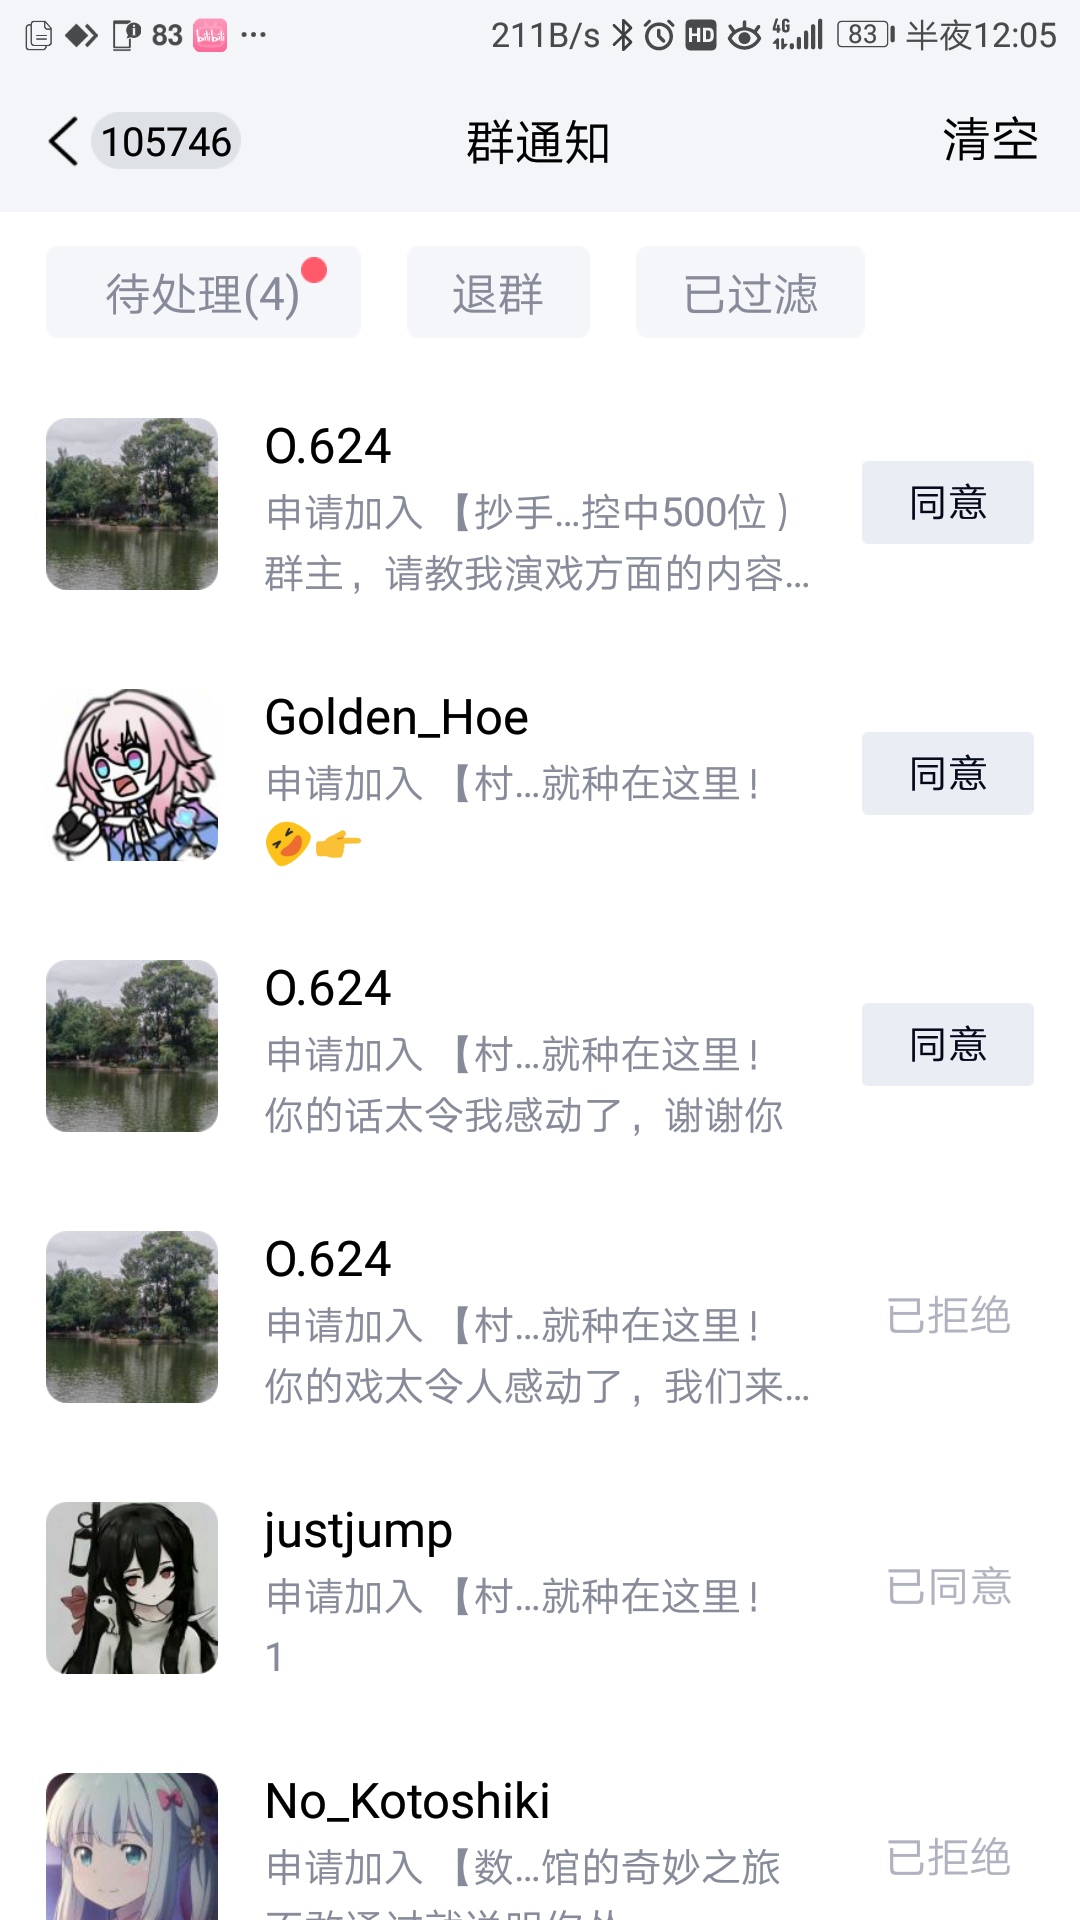 83 bilibili ... 211B/s HD 4G 83 半夜12:05
105746 群通知 清空
待处理(4) 退群 已过滤
O.624
申请加入 【抄手...控中500位）
同意
群主，请教我演戏方面的内容...
Golden_Hoe
申请加入 【村...就种在这里！
同意
🤣👉
O.624
申请加入 【村...就种在这里！
同意
你的话太令我感动了，谢谢你
O.624
申请加入 【村...就种在这里！
已拒绝
你的戏太令人感动了，我们来...
justjump
申请加入 【村...就种在这里！
已同意
1
No_Kotoshiki
申请加入 【数...馆的奇妙之旅
已拒绝